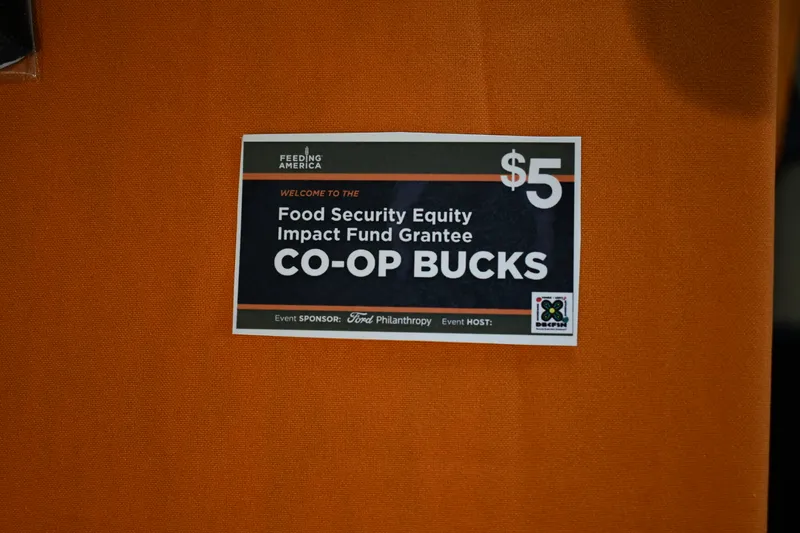 FEEDING
AMERICA
$5
WELCOME TO THE
Food Security Equity
Impact Fund Grantee
CO-OP BUCKS
Event SPONSOR: Ford Philanthropy Event HOST:
DBCFSN